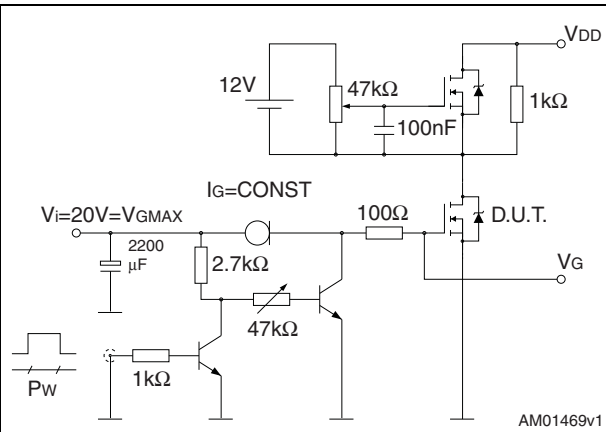 VDD
12V
47kΩ
1kΩ
100nF
IG=CONST
Vi=20V=VGMAX
100Ω
D.U.T.
2200
μF
2.7kΩ
VG
47kΩ
1kΩ
PW
AM01469v1